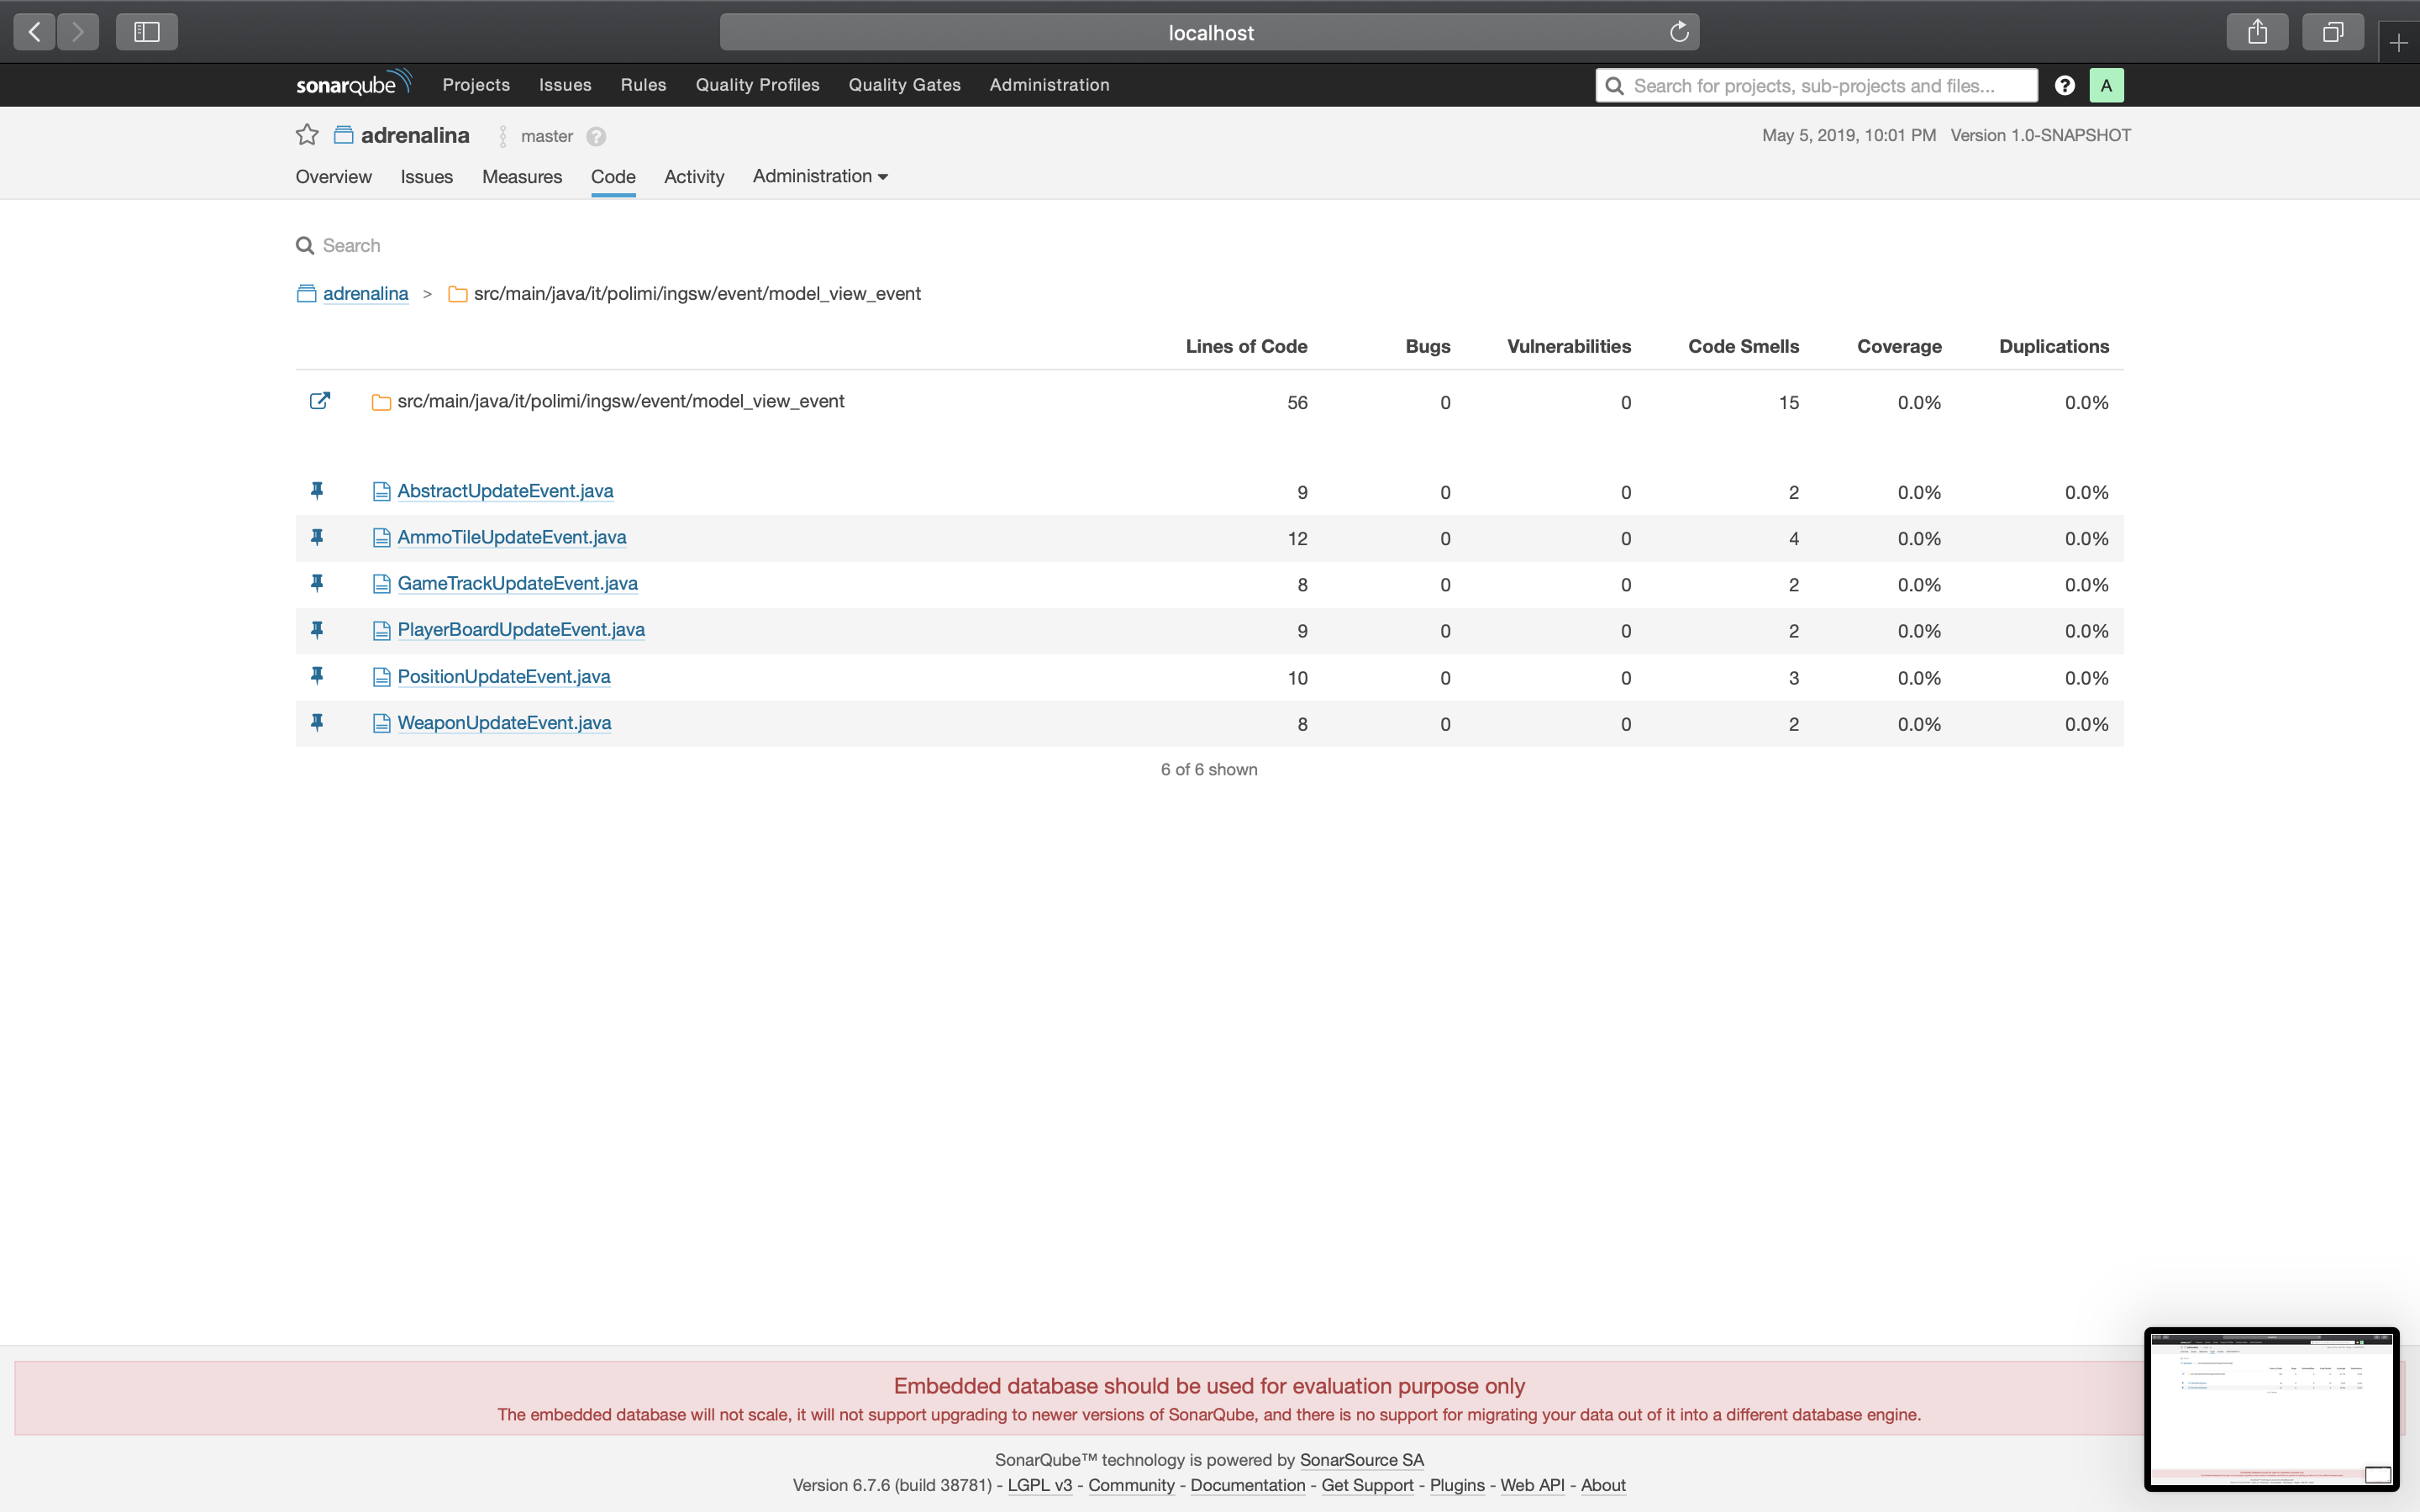 localhost
sonarqube Projects Issues Rules Quality Profiles Quality Gates Administration Search for projects, sub-projects and files... ? A
adrenalina master ? May 5, 2019, 10:01 PM Version 1.0-SNAPSHOT
Overview Issues Measures Code Activity Administration
Search
adrenalina > src/main/java/it/polimi/ingsw/event/model_view_event
Lines of Code Bugs Vulnerabilities Code Smells Coverage Duplications
src/main/java/it/polimi/ingsw/event/model_view_event 56 0 0 15 0.0% 0.0%
AbstractUpdateEvent.java 9 0 0 2 0.0% 0.0%
AmmoTileUpdateEvent.java 12 0 0 4 0.0% 0.0%
GameTrackUpdateEvent.java 8 0 0 2 0.0% 0.0%
PlayerBoardUpdateEvent.java 9 0 0 2 0.0% 0.0%
PositionUpdateEvent.java 10 0 0 3 0.0% 0.0%
WeaponUpdateEvent.java 8 0 0 2 0.0% 0.0%
6 of 6 shown
Embedded database should be used for evaluation purpose only
The embedded database will not scale, it will not support upgrading to newer versions of SonarQube, and there is no support for migrating your data out of it into a different database engine.
SonarQube™ technology is powered by SonarSource SA
Version 6.7.6 (build 38781) - LGPL v3 - Community - Documentation - Get Support - Plugins - Web API - About